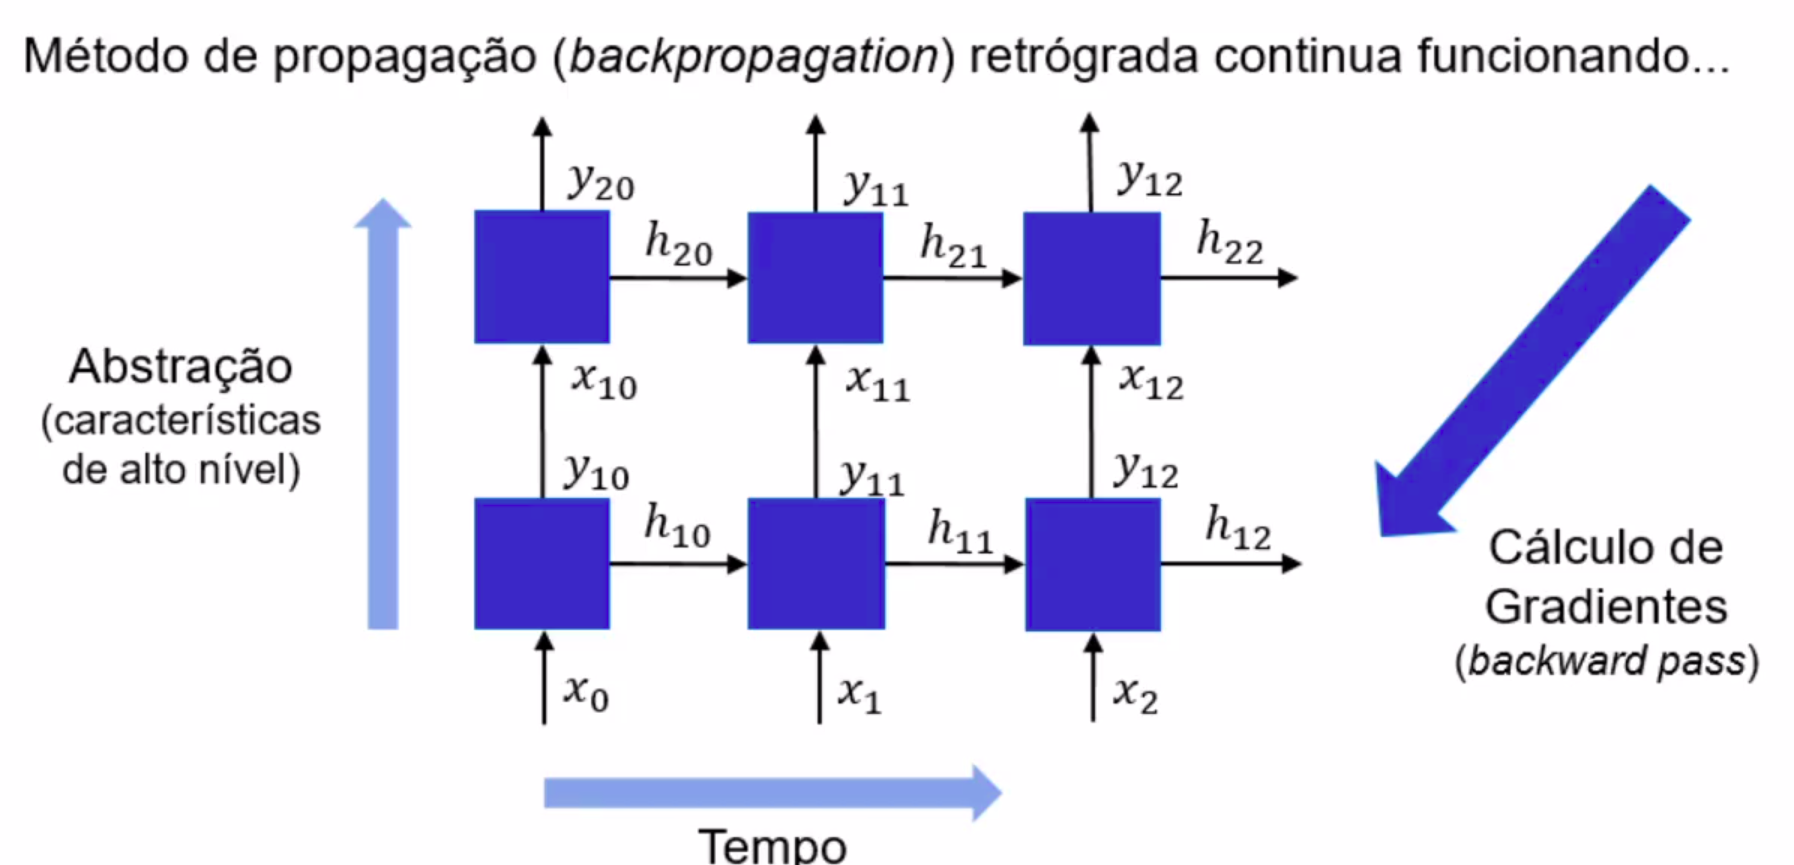 Método de propagação (backpropagation) retrógrada continua funcionando...
y20
y11
y12
h20
h21
h22
Abstração
(características
de alto nível)
x10
x11
x12
y10
y11
y12
h10
h11
h12
Cálculo de
Gradientes
(backward pass)
x0
x1
x2
Tempo